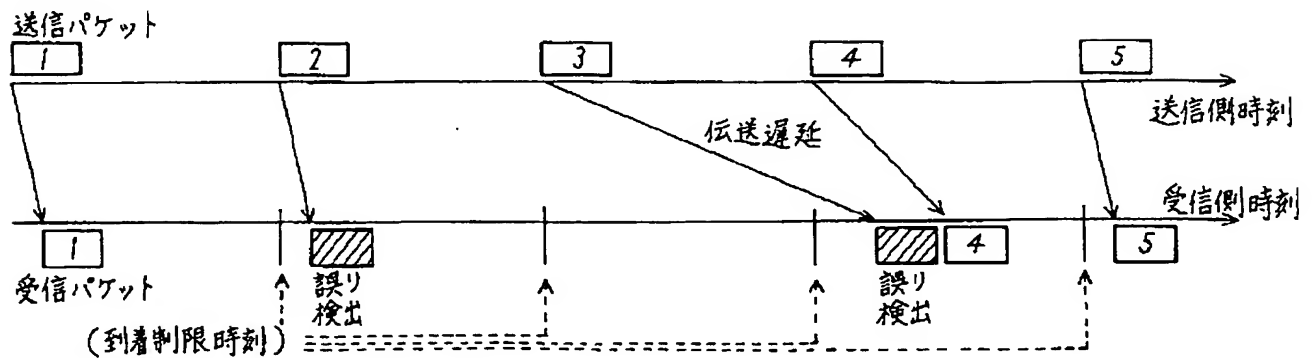 送信パケット
1 2 3 4 5
送信側時刻
伝送遅延
受信側時刻
1 4 5
受信パケット
誤り
検出
誤り
検出
(到着制限時刻)